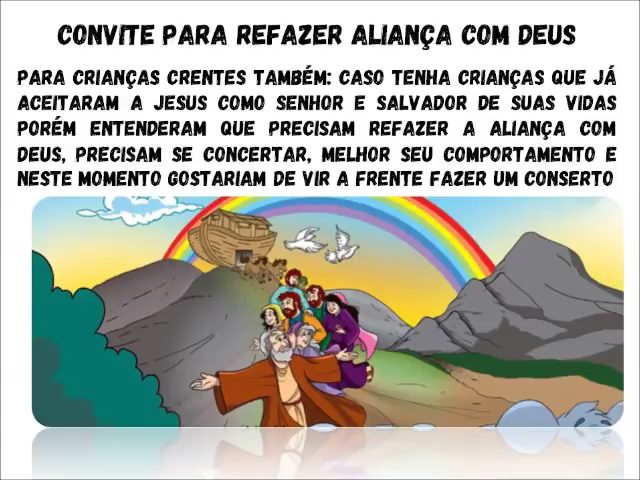 CONVITE PARA REFAZER ALIANÇA COM DEUS
PARA CRIANÇAS CRENTES TAMBÉM: CASO TENHA CRIANÇAS QUE JÁ
ACEITARAM A JESUS COMO SENHOR E SALVADOR DE SUAS VIDAS
PORÉM ENTENDERAM QUE PRECISAM REFAZER A ALIANÇA COM
DEUS, PRECISAM SE CONCERTAR, MELHOR SEU COMPORTAMENTO E
NESTE MOMENTO GOSTARIAM DE VIR A FRENTE FAZER UM CONSERTO